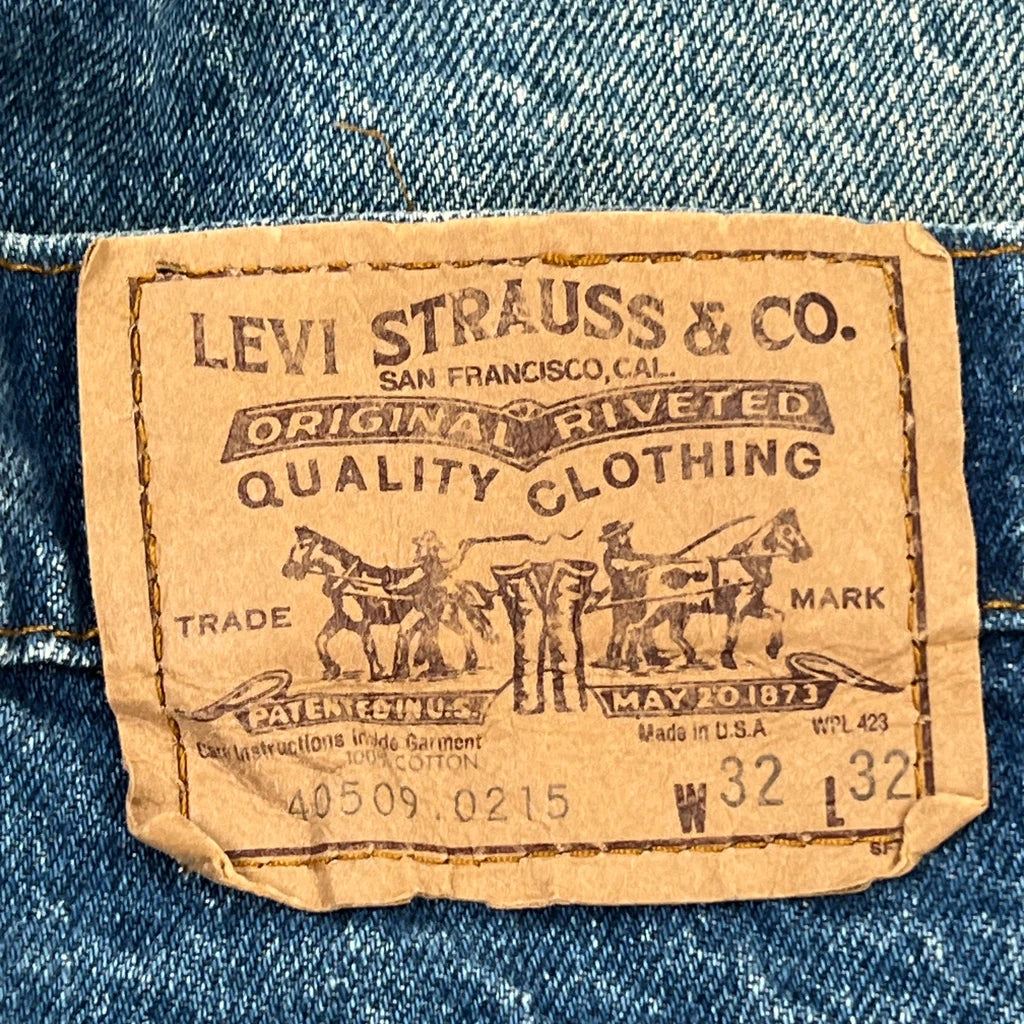 LEVI STRAUSS & CO.
SAN FRANCISCO, CAL.
ORIGINAL RIVETED
QUALITY CLOTHING
TRADE MARK
PATENTED IN U.S. MAY 20 1873
Care Instructions Inside Garment Made in U.S.A. WPL 423
100% COTTON
40509.0215 W 32 L 32
SF